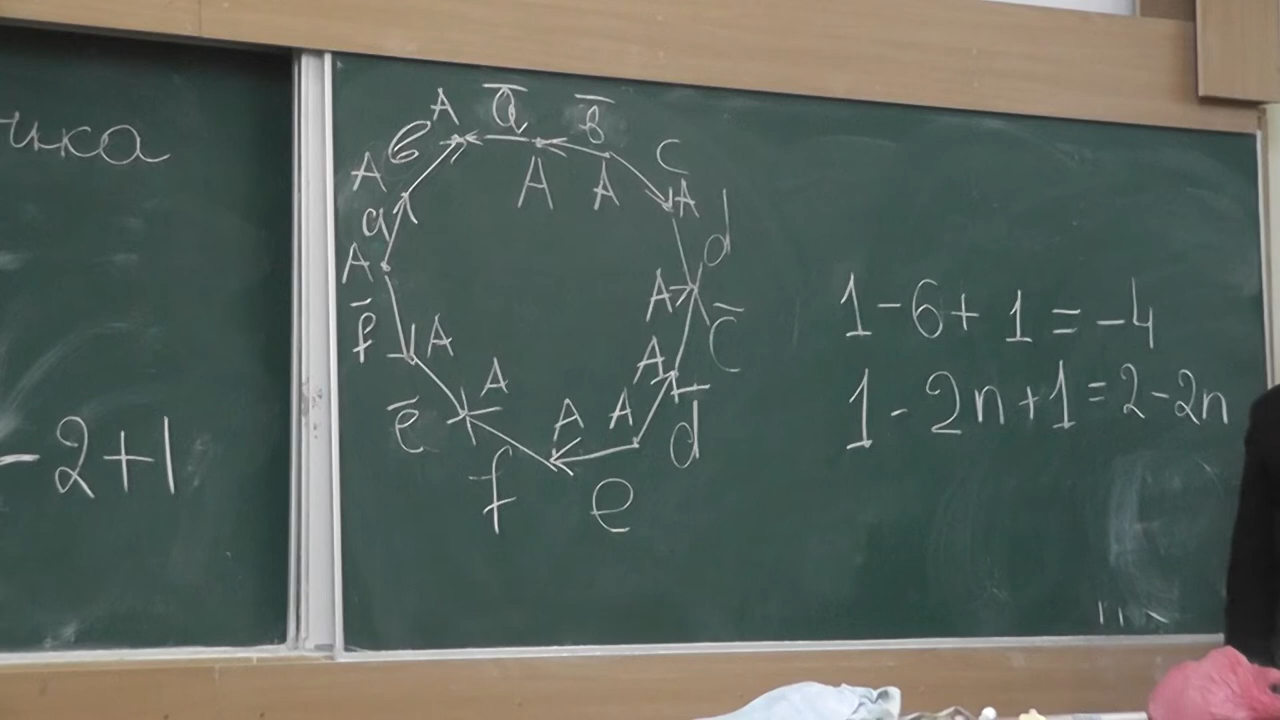 ика
- 2 + 1
A
a̅
b̅
c
A
d
A
c̅
A
d̅
A
e
A
f
A
e̅
A
f̅
A
a
A
в
A
A
1 - 6 + 1 = -4
1 - 2n + 1 = 2 - 2n